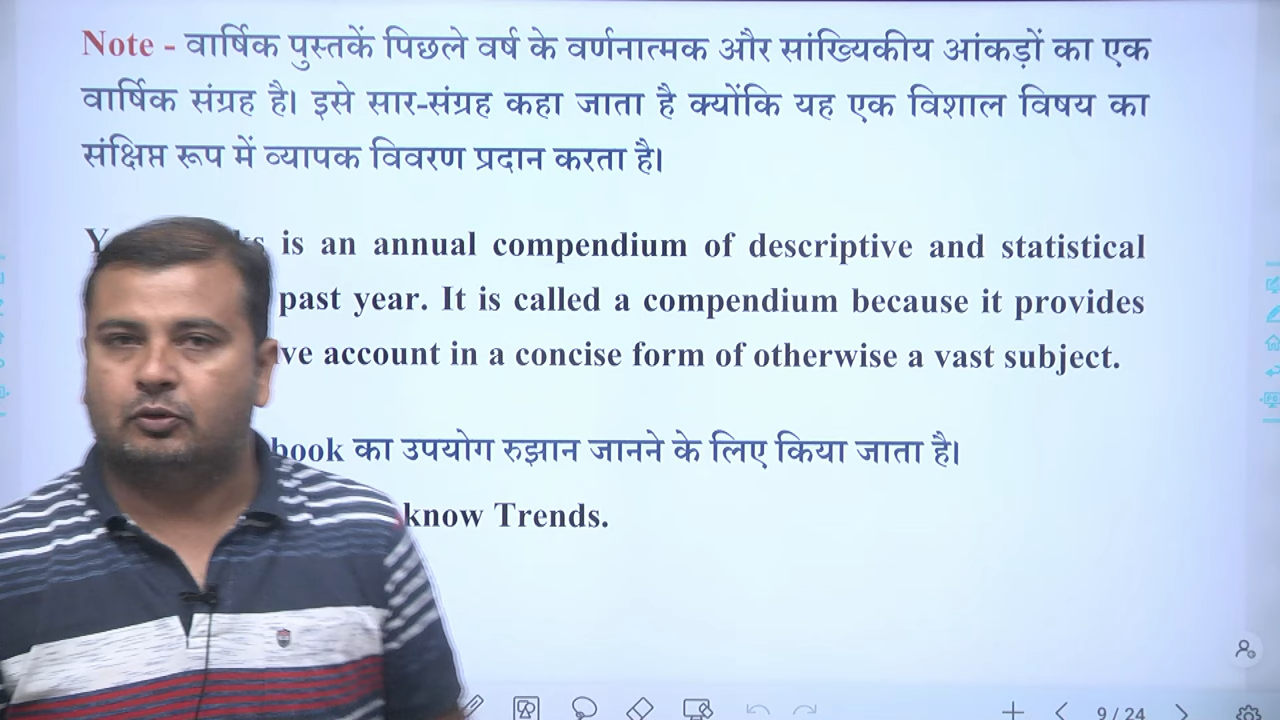 Note - वार्षिक पुस्तकें पिछले वर्ष के वर्णनात्मक और सांख्यिकीय आंकड़ों का एक
वार्षिक संग्रह है। इसे सार-संग्रह कहा जाता है क्योंकि यह एक विशाल विषय का
संक्षिप्त रूप में व्यापक विवरण प्रदान करता है।
is an annual compendium of descriptive and statistical
past year. It is called a compendium because it provides
account in a concise form of otherwise a vast subject.
book का उपयोग रुझान जानने के लिए किया जाता है।
know Trends.
9/24